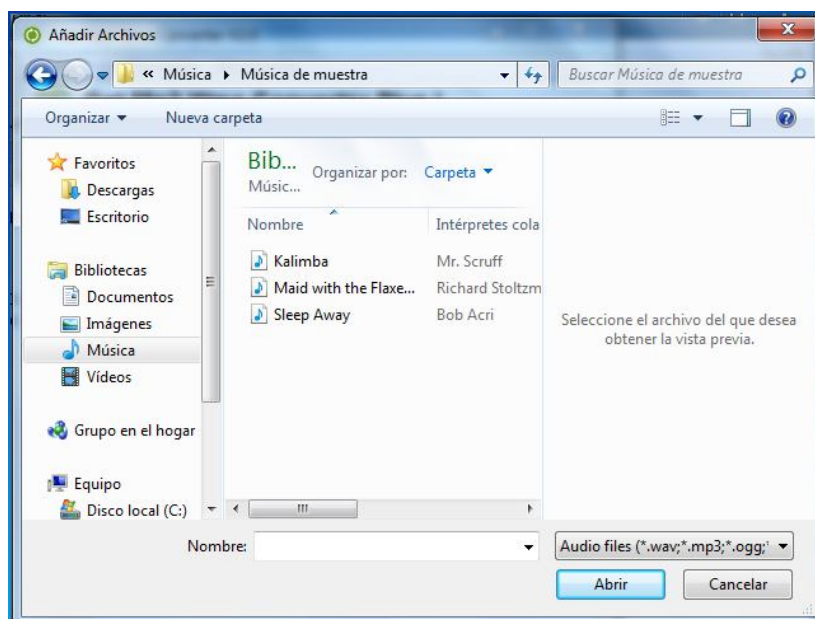 Añadir Archivos
« Música ▸ Música de muestra
Buscar Música de muestra
Organizar
Nueva carpeta
Favoritos
Descargas
Escritorio
Bibliotecas
Documentos
Imágenes
Música
Vídeos
Grupo en el hogar
Equipo
Disco local (C:)
Bib...
Músic...
Organizar por: Carpeta
Nombre Intérpretes cola
Kalimba Mr. Scruff
Maid with the Flaxe... Richard Stoltzm
Sleep Away Bob Acri
Seleccione el archivo del que desea
obtener la vista previa.
Nombre:
Audio files (*.wav;*.mp3;*.ogg;
Abrir
Cancelar